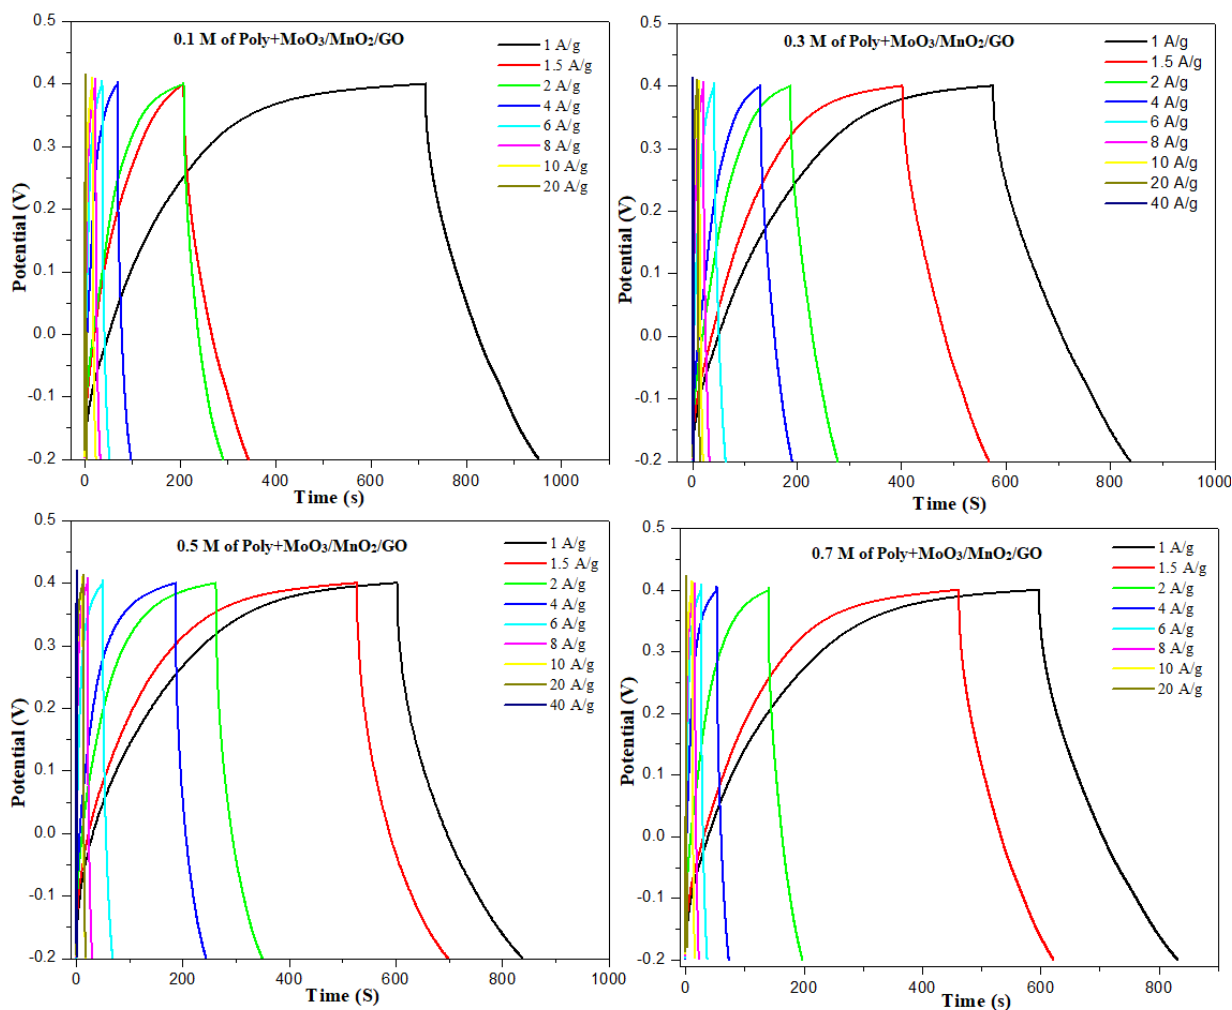 0.1 M of Poly+MoO₃/MnO₂/GO
1 A/g
1.5 A/g
2 A/g
4 A/g
6 A/g
8 A/g
10 A/g
20 A/g
0.5
0.4
0.3
0.2
0.1
0.0
-0.1
-0.2
Potential (V)
0
200
400
600
800
1000
Time (s)
0.3 M of Poly+MoO₃/MnO₂/GO
1 A/g
1.5 A/g
2 A/g
4 A/g
6 A/g
8 A/g
10 A/g
20 A/g
40 A/g
0.5
0.4
0.3
0.2
0.1
0.0
-0.1
-0.2
Potential (V)
0
200
400
600
800
1000
Time (S)
0.5 M of Poly+MoO₃/MnO₂/GO
1 A/g
1.5 A/g
2 A/g
4 A/g
6 A/g
8 A/g
10 A/g
20 A/g
40 A/g
0.5
0.4
0.3
0.2
0.1
0.0
-0.1
-0.2
Potential (V)
0
200
400
600
800
1000
Time (S)
0.7 M of Poly+MoO₃/MnO₂/GO
1 A/g
1.5 A/g
2 A/g
4 A/g
6 A/g
8 A/g
10 A/g
20 A/g
0.5
0.4
0.3
0.2
0.1
0.0
-0.1
-0.2
Potential (V)
0
200
400
600
800
Time (s)